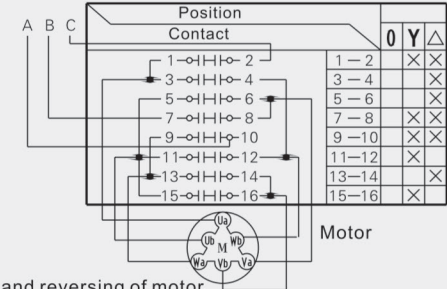 Position
A B C
Contact
0 Y △
1 2 1-2 × ×
3 4 3-4 ×
5 6 5-6 ×
7 8 7-8 × ×
9 10 9-10 × ×
11 12 11-12 ×
13 14 13-14 ×
15 16 15-16 ×
Ua
Motor
Ub M Wb
Wa Vb Va
and reversing of motor